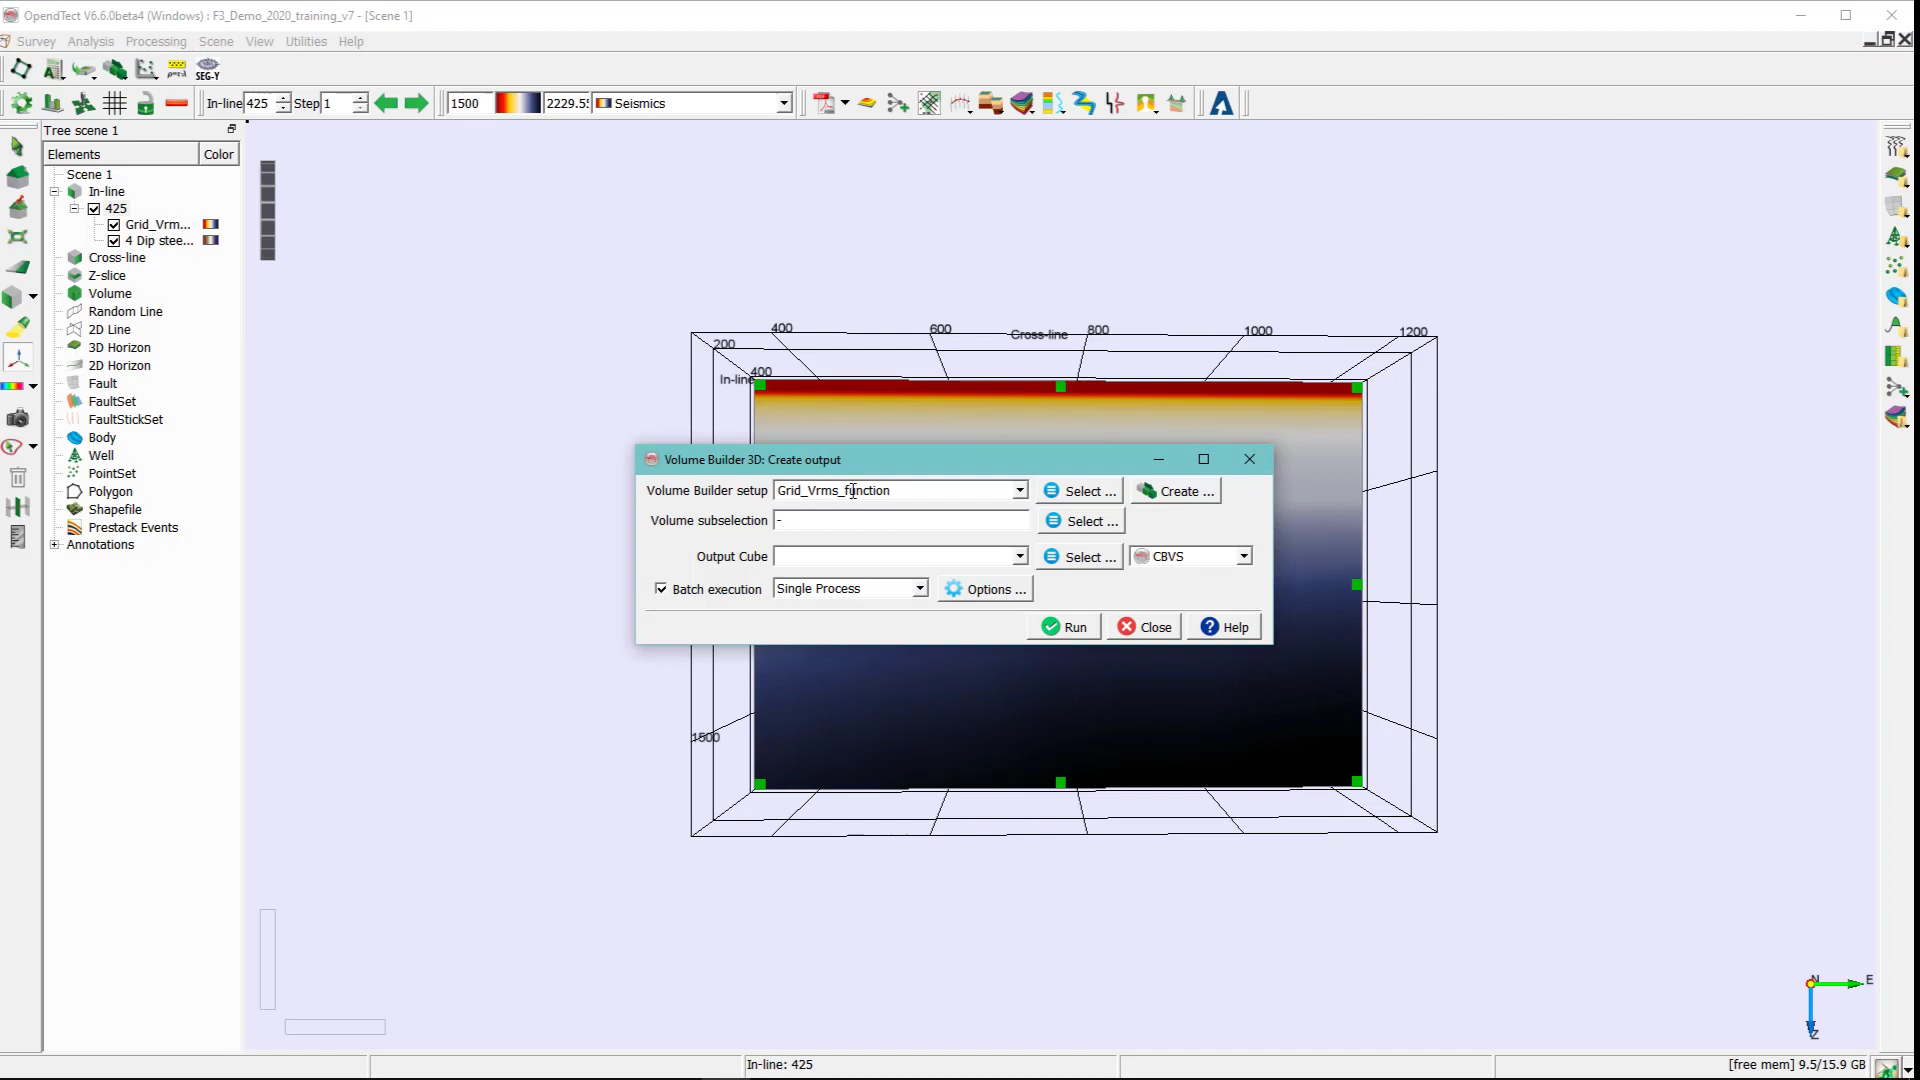 OpendTect V6.6.0beta4 (Windows) : F3_Demo_2020_training_v7 - [Scene 1]
Survey Analysis Processing Scene View Utilities Help
SEG-Y
In-line 425 Step 1 1500 2229.5 Seismics
Tree scene 1
Elements Color
Scene 1
In-line
425
Grid_Vrm...
4 Dip stee...
Cross-line
Z-slice
Volume
Random Line
2D Line
3D Horizon
2D Horizon
Fault
FaultSet
FaultStickSet
Body
Well
PointSet
Polygon
Shapefile
Prestack Events
Annotations
400 600 Cross-line 800 1000 1200
200
400
In-line
1500
Volume Builder 3D: Create output
Volume Builder setup Grid_Vrms_function Select ... Create ...
Volume subselection - Select ...
Output Cube Select ... CBVS
Batch execution Single Process Options ...
Run Close Help
N E
Z
In-line: 425 [free mem] 9.5/15.9 GB